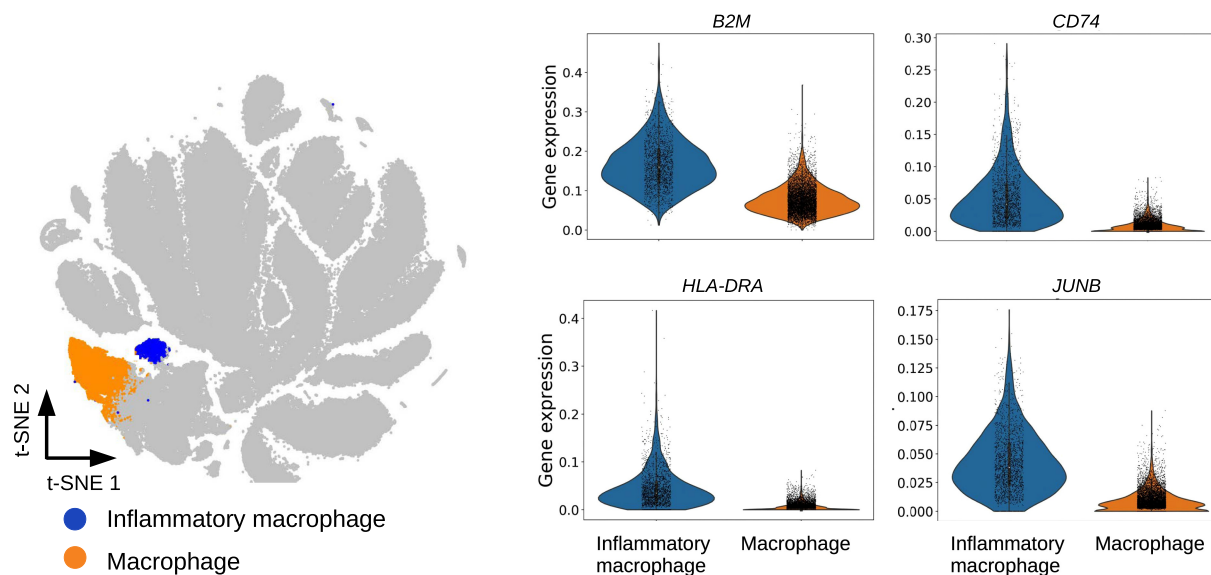 t-SNE 2
t-SNE 1
Inflammatory macrophage
Macrophage
B2M
Gene expression
0.4
0.3
0.2
0.1
0.0
CD74
0.30
0.25
0.20
0.15
0.10
0.05
0.00
HLA-DRA
Gene expression
0.4
0.3
0.2
0.1
0.0
Inflammatory
macrophage
Macrophage
JUNB
0.175
0.150
0.125
0.100
0.075
0.050
0.025
0.000
Inflammatory
macrophage
Macrophage